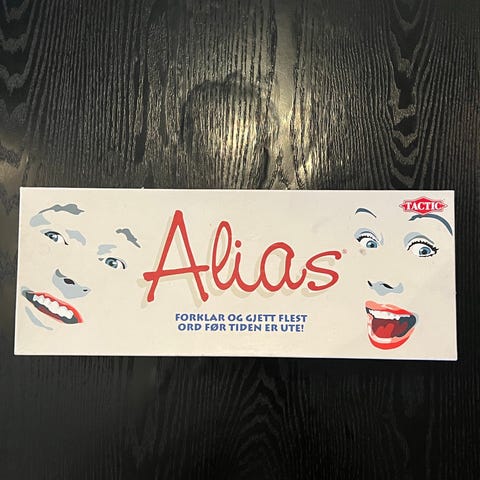 TACTIC
Alias
FORKLAR OG GJETT FLEST
ORD FØR TIDEN ER UTE!